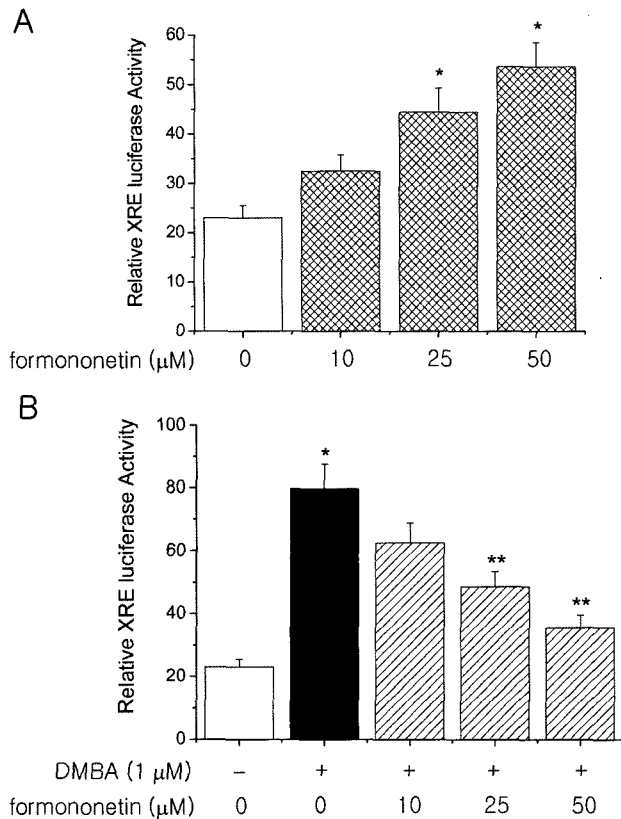 A
Relative XRE luciferase Activity
60
50
40
30
20
10
0
*
*
formononetin (μM) 0 10 25 50
B
Relative XRE luciferase Activity
100
80
60
40
20
0
*
**
**
DMBA (1 μM) – + + + +
formononetin (μM) 0 0 10 25 50